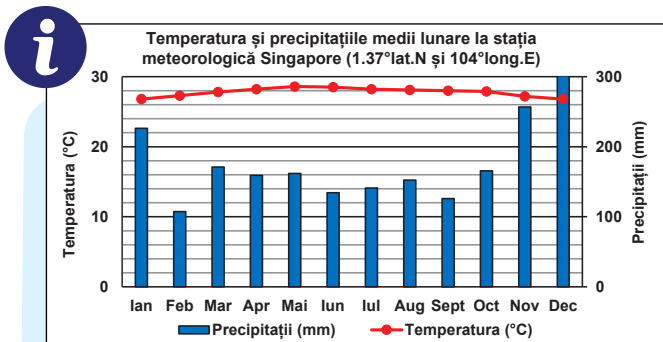 i
Temperatura și precipitațiile medii lunare la stația
meteorologică Singapore (1.37°lat.N și 104°long.E)
Temperatura (°C)
30
20
10
0
300
200
100
0
Precipitații (mm)
Ian Feb Mar Apr Mai Iun Iul Aug Sept Oct Nov Dec
Precipitații (mm) Temperatura (°C)